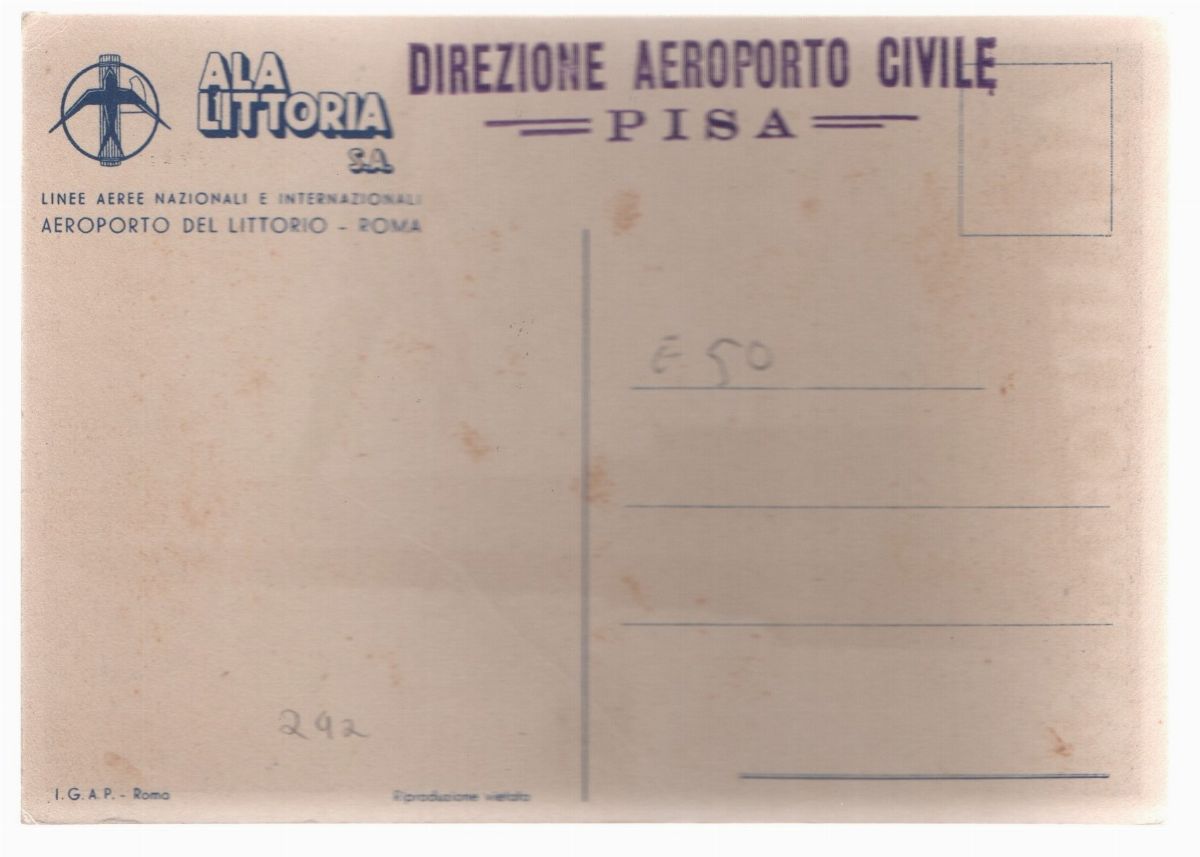 ALA
LITTORIA
S.A.
LINEE AEREE NAZIONALI E INTERNAZIONALI
AEROPORTO DEL LITTORIO - ROMA
DIREZIONE AEROPORTO CIVILE
PISA
E 50
292
I.G.A.P. - Roma
Riproduzione vietata